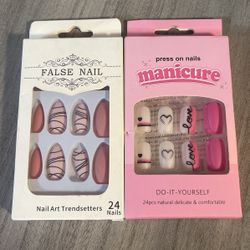 FALSE NAIL
Nail Art Trendsetters
24
Nails
press on nails
manicure
love
love
DO-IT-YOURSELF
24pcs natural delicate & comfortable